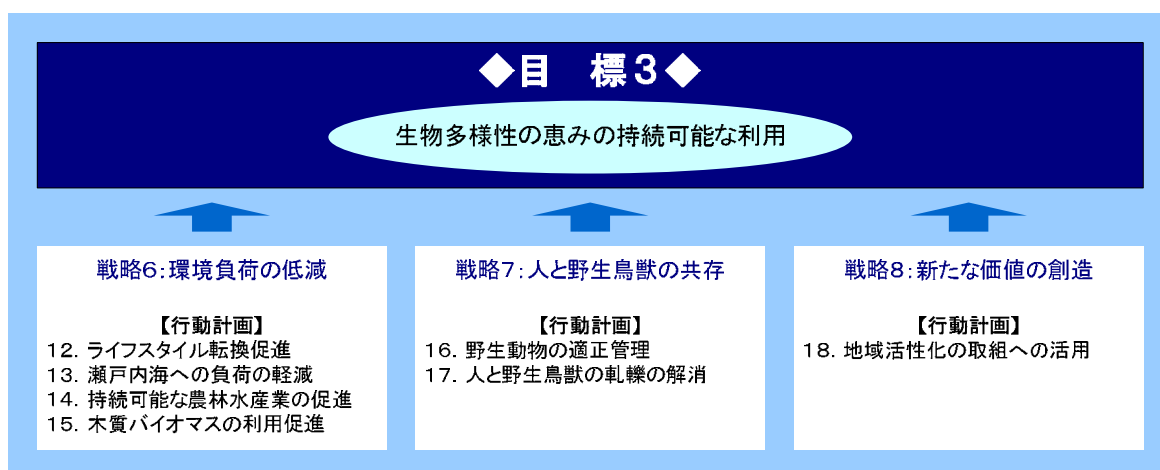 ◆目　標３◆
生物多様性の恵みの持続可能な利用
戦略６：環境負荷の低減
【行動計画】
１２．ライフスタイル転換促進
１３．瀬戸内海への負荷の軽減
１４．持続可能な農林水産業の促進
１５．木質バイオマスの利用促進
戦略７：人と野生鳥獣の共存
【行動計画】
１６．野生動物の適正管理
１７．人と野生鳥獣の軋轢の解消
戦略８：新たな価値の創造
【行動計画】
１８．地域活性化の取組への活用